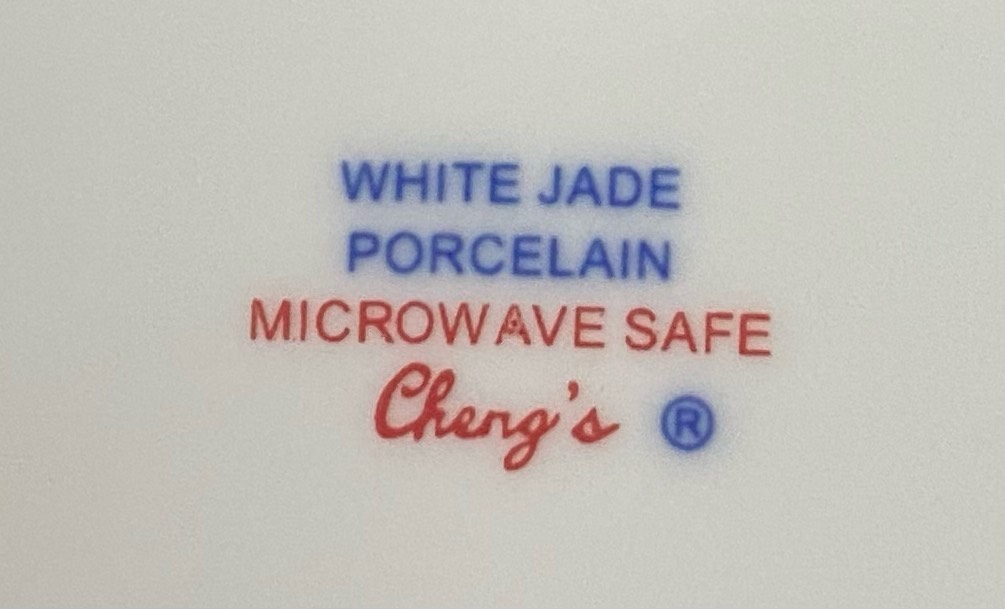 WHITE JADE
PORCELAIN
MICROWAVE SAFE
Cheng's ®